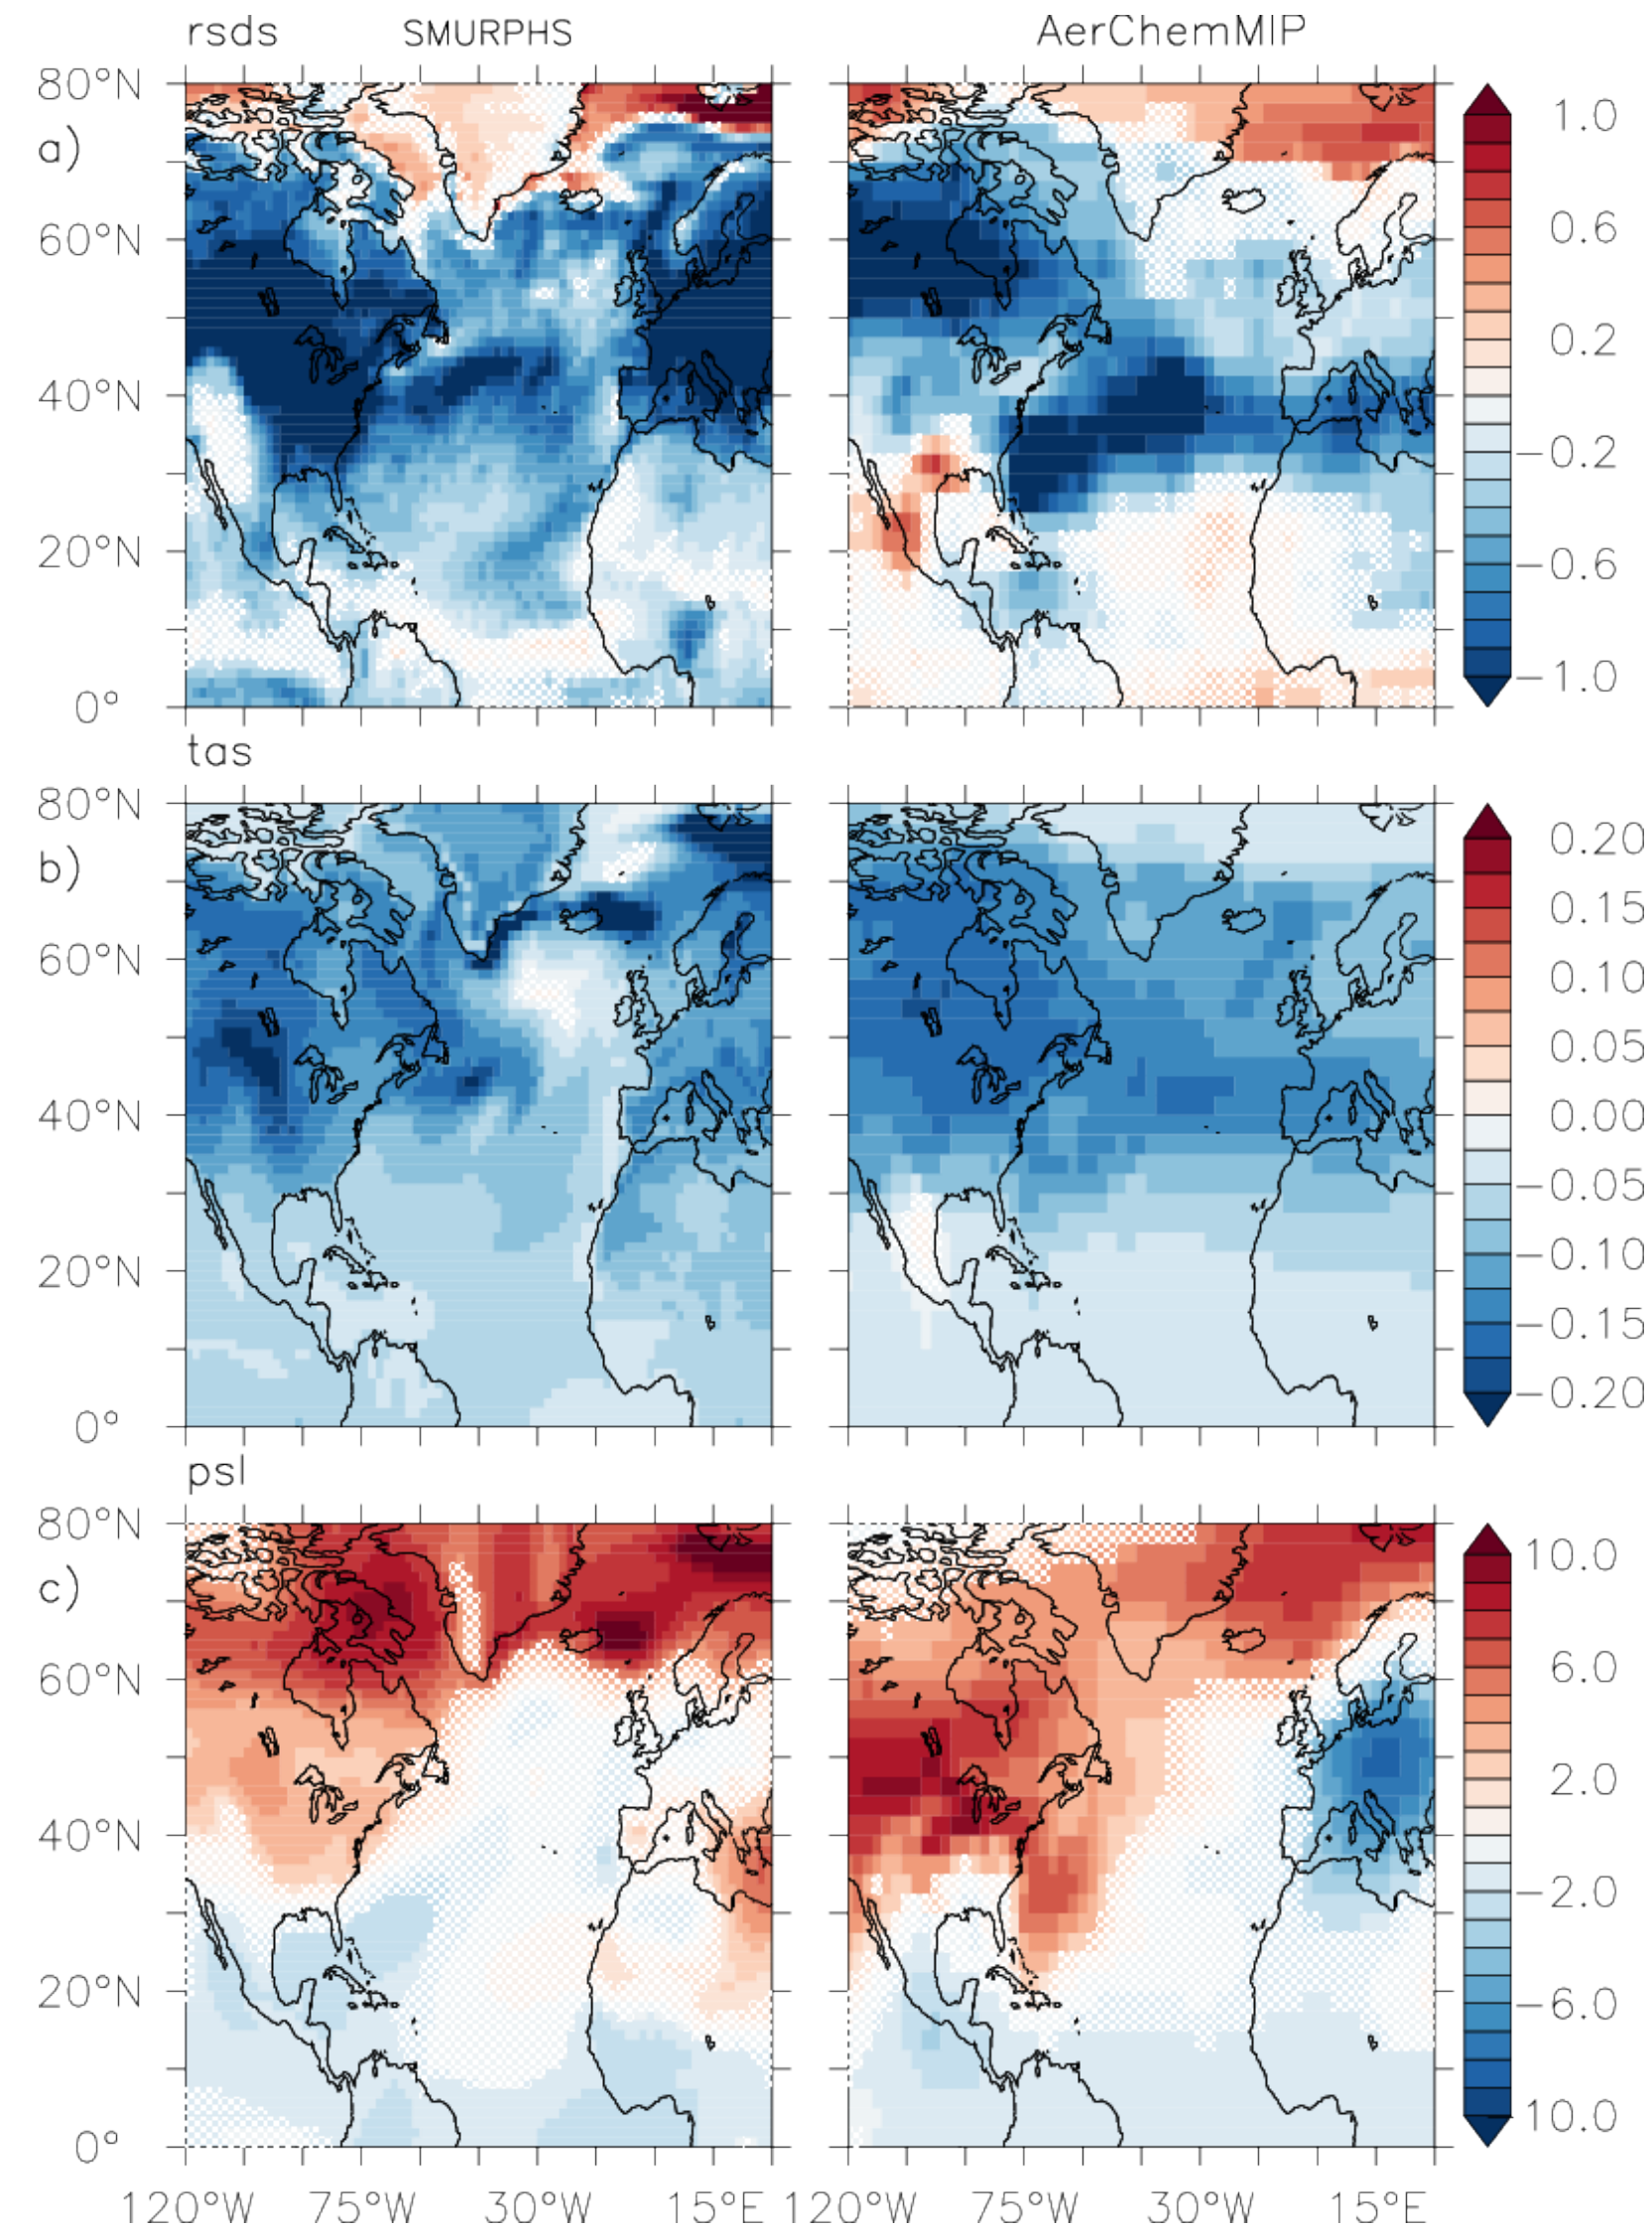 rsds SMURPHS AerChemMIP
80°N
a)
60°N
40°N
20°N
0°
1.0
0.6
0.2
−0.2
−0.6
−1.0
tas
80°N
b)
60°N
40°N
20°N
0°
0.20
0.15
0.10
0.05
0.00
−0.05
−0.10
−0.15
−0.20
psl
80°N
c)
60°N
40°N
20°N
0°
10.0
6.0
2.0
−2.0
−6.0
10.0
120°W 75°W 30°W 15°E 120°W 75°W 30°W 15°E